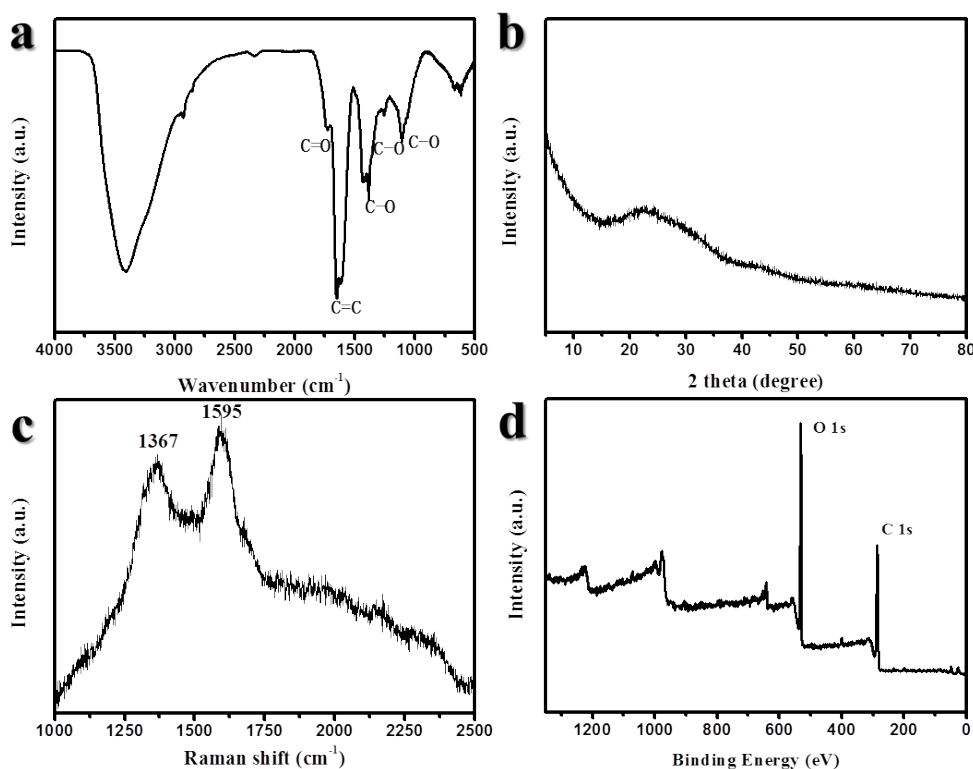 a
Intensity (a.u.)
C=O
C=C
C−O
C−O
C−O
4000 3500 3000 2500 2000 1500 1000 500
Wavenumber (cm⁻¹)
b
Intensity (a.u.)
10 20 30 40 50 60 70 80
2 theta (degree)
c
Intensity (a.u.)
1367
1595
1000 1250 1500 1750 2000 2250 2500
Raman shift (cm⁻¹)
d
Intensity (a.u.)
O 1s
C 1s
1200 1000 800 600 400 200 0
Binding Energy (eV)